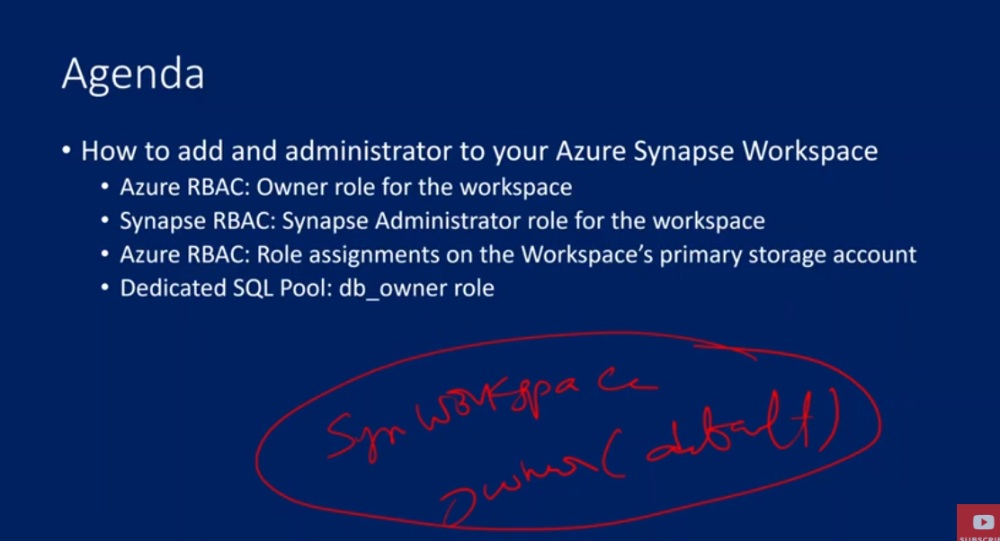 Agenda
• How to add and administrator to your Azure Synapse Workspace
• Azure RBAC: Owner role for the workspace
• Synapse RBAC: Synapse Administrator role for the workspace
• Azure RBAC: Role assignments on the Workspace's primary storage account
• Dedicated SQL Pool: db_owner role
Syn workspace
owner (default)
SUBSCRI